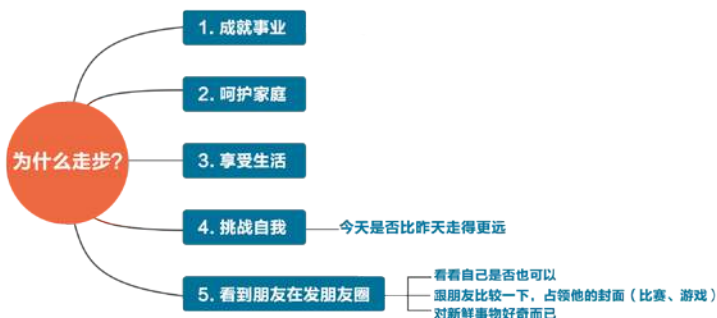 为什么走步?
1. 成就事业
2. 呵护家庭
3. 享受生活
4. 挑战自我
今天是否比昨天走得更远
5. 看到朋友在发朋友圈
看看自己是否也可以
跟朋友比较一下，占领他的封面（比赛、游戏）
对新鲜事物好奇而已